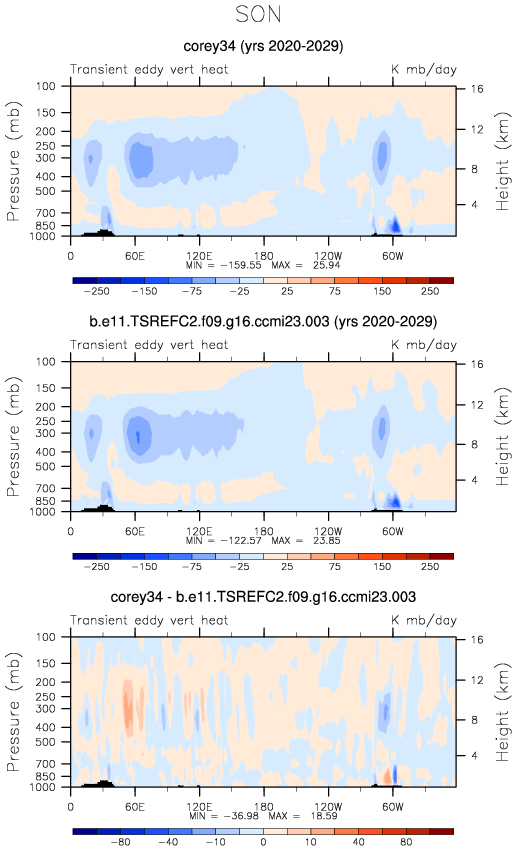 SON
corey34 (yrs 2020-2029)
Transient eddy vert heat K mb/day
Pressure (mb)
100
150
200
250
300
400
500
700
850
1000
16
12
8
4
Height (km)
0 60E 120E 180 120W 60W
MIN = -159.55 MAX = 25.94
-250 -150 -75 -25 0 25 75 150 250
b.e11.TSREFC2.f09.g16.ccmi23.003 (yrs 2020-2029)
Transient eddy vert heat K mb/day
Pressure (mb)
100
150
200
250
300
400
500
700
850
1000
16
12
8
4
Height (km)
0 60E 120E 180 120W 60W
MIN = -122.57 MAX = 23.85
-250 -150 -75 -25 0 25 75 150 250
corey34 - b.e11.TSREFC2.f09.g16.ccmi23.003
Transient eddy vert heat K mb/day
Pressure (mb)
100
150
200
250
300
400
500
700
850
1000
16
12
8
4
Height (km)
0 60E 120E 180 120W 60W
MIN = -36.98 MAX = 18.59
-80 -40 -10 0 10 40 80